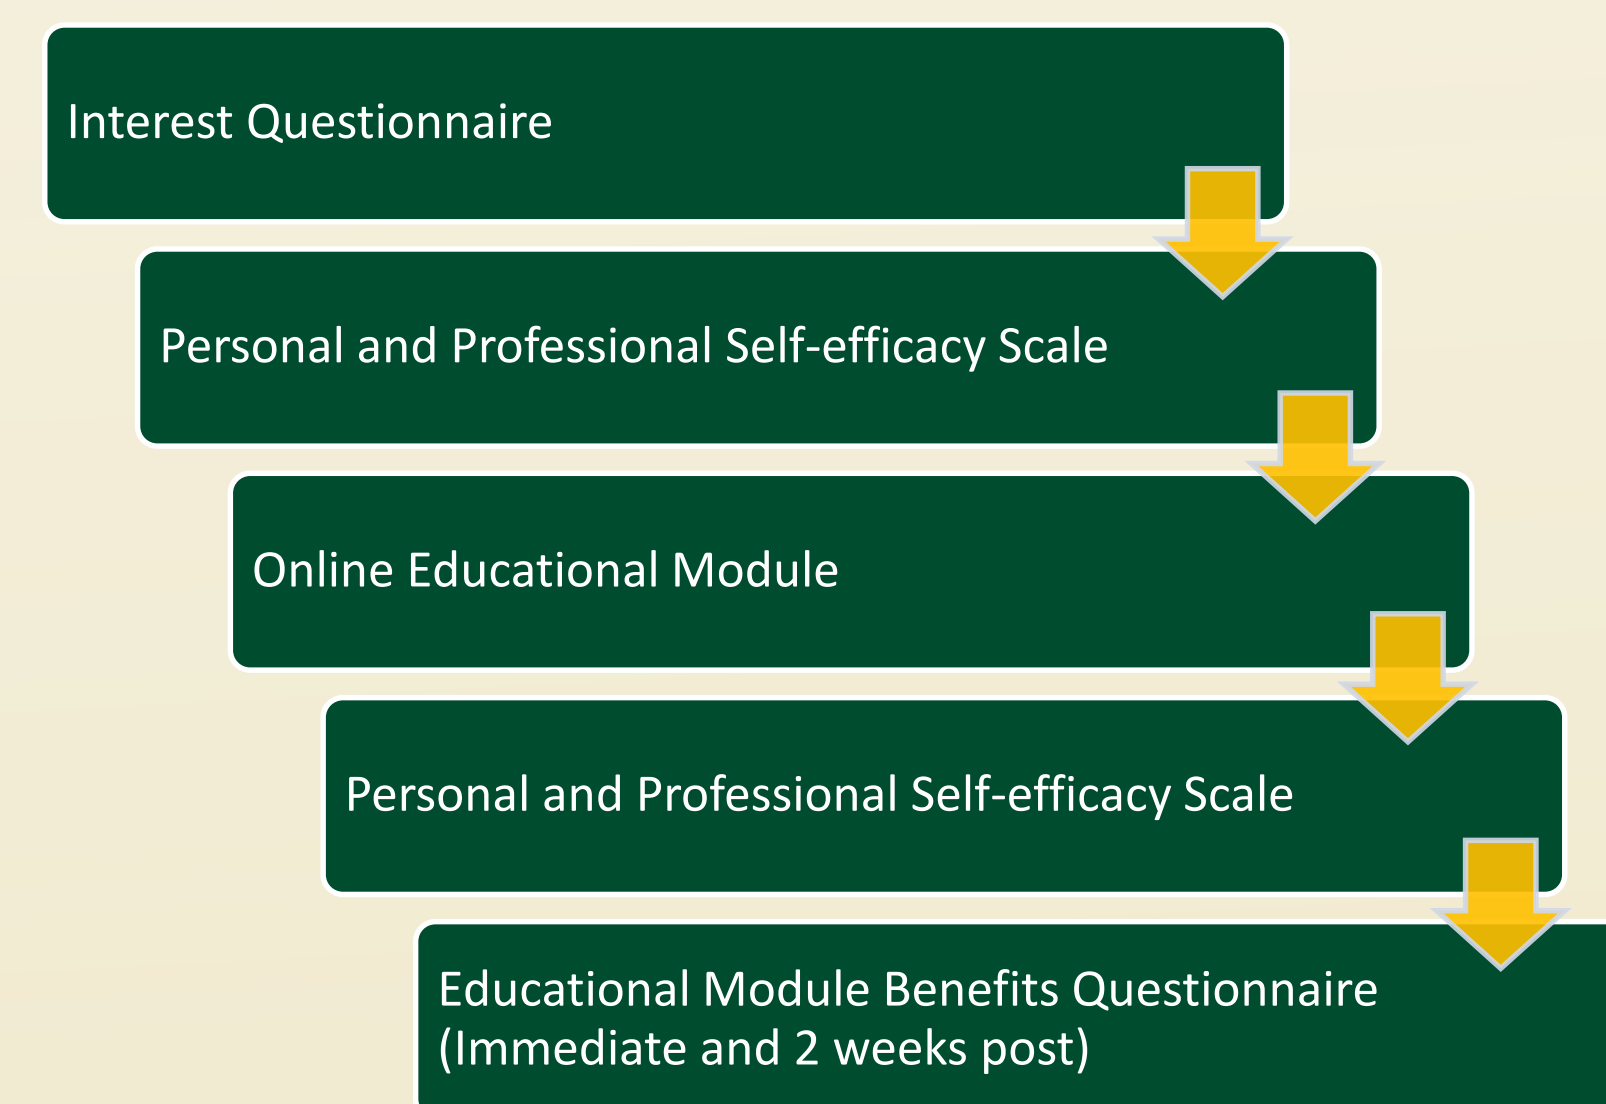 Interest Questionnaire
Personal and Professional Self-efficacy Scale
Online Educational Module
Personal and Professional Self-efficacy Scale
Educational Module Benefits Questionnaire
(Immediate and 2 weeks post)